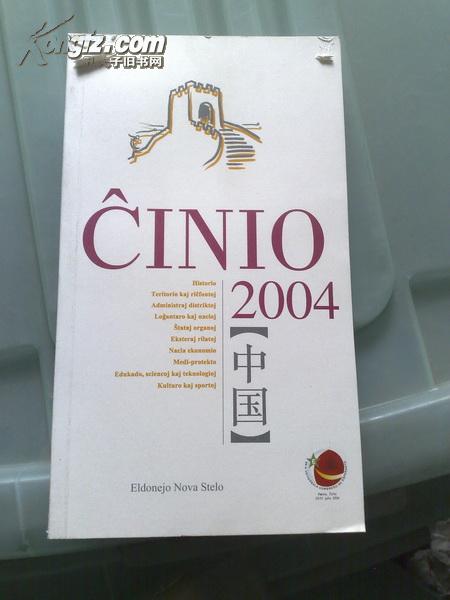 Kongfz.com
孔夫子旧书网
ĈINIO
2004
【中国】
Historio
Teritorio kaj riĉfontoj
Administraj distriktoj
Loĝantaro kaj nacioj
Ŝtataj organoj
Eksteraj rilatoj
Nacia ekonomio
Medi-protekto
Edukado, sciencoj kaj teknologioj
Kulturo kaj sportoj
Eldonejo Nova Stelo